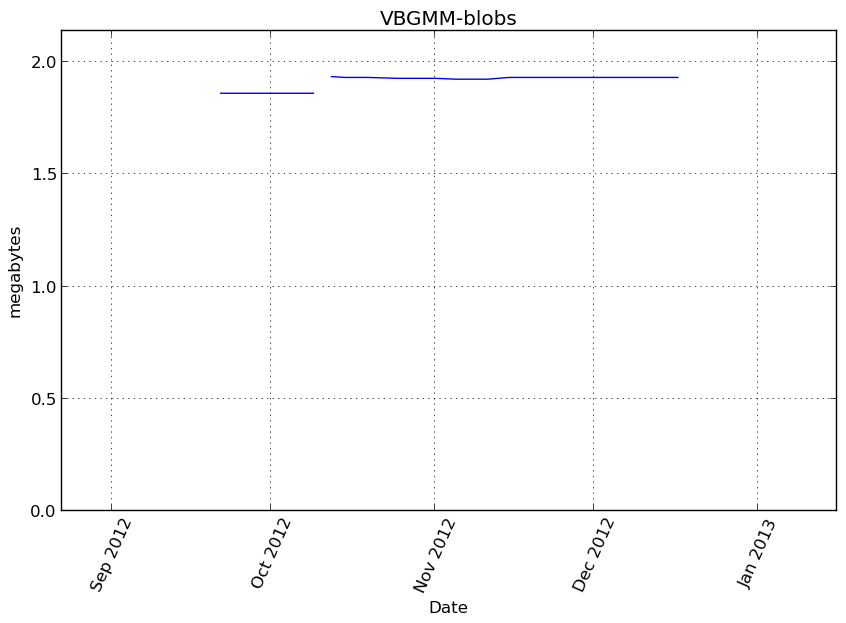 VBGMM-blobs
2.0
1.5
1.0
0.5
0.0
megabytes
Sep 2012
Oct 2012
Nov 2012
Dec 2012
Jan 2013
Date